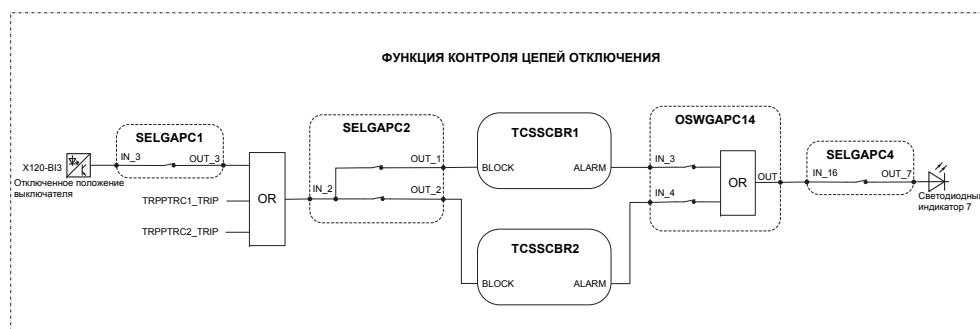 ФУНКЦИЯ КОНТРОЛЯ ЦЕПЕЙ ОТКЛЮЧЕНИЯ
SELGAPC1
X120-BI3
IN_3
OUT_3
Отключенное положение
выключателя
TRPPTRC1_TRIP
TRPPTRC2_TRIP
OR
SELGAPC2
IN_2
OUT_1
OUT_2
TCSSCBR1
BLOCK
ALARM
TCSSCBR2
BLOCK
ALARM
OSWGAPC14
IN_3
IN_4
OR
OUT
SELGAPC4
IN_16
OUT_7
Светодиодный
индикатор 7